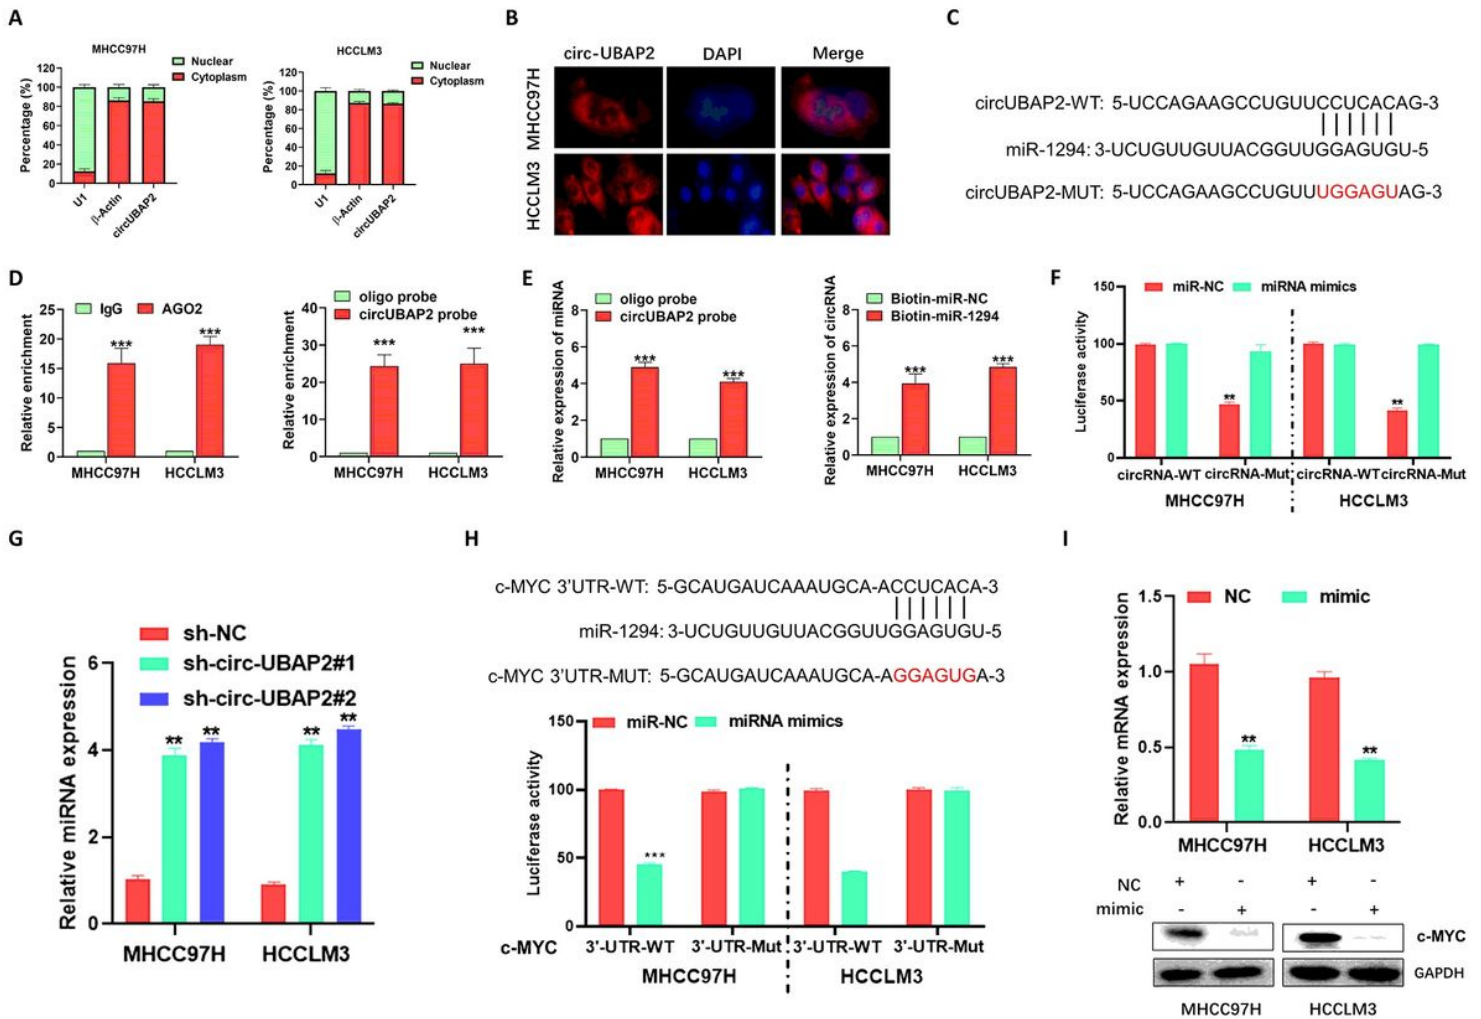 A
MHCC97H
Nuclear
Cytoplasm
Percentage (%)
120
100
80
60
40
20
0
U1
β-Actin
circUBAP2
HCCLM3
Nuclear
Cytoplasm
Percentage (%)
120
100
80
60
40
20
0
U1
β-Actin
circUBAP2
B
circ-UBAP2 DAPI Merge
MHCC97H
HCCLM3
C
circUBAP2-WT: 5-UCCAGAAGCCUGUUCCUCACAG-3
miR-1294: 3-UCUGUUGUUACGGUUGGAGUGU-5
circUBAP2-MUT: 5-UCCAGAAGCCUGUUUGGAGUAG-3
D
IgG AGO2
Relative enrichment
25
20
15
10
5
0
*** ***
MHCC97H HCCLM3
oligo probe
circUBAP2 probe
Relative enrichment
40
30
20
10
0
*** ***
MHCC97H HCCLM3
E
oligo probe
circUBAP2 probe
Relative expression of miRNA
8
6
4
2
0
*** ***
MHCC97H HCCLM3
Biotin-miR-NC
Biotin-miR-1294
Relative expression of circRNA
8
6
4
2
0
*** ***
MHCC97H HCCLM3
F
miR-NC miRNA mimics
Luciferase activity
150
100
50
0
** **
circRNA-WT circRNA-Mut circRNA-WT circRNA-Mut
MHCC97H HCCLM3
G
sh-NC
sh-circ-UBAP2#1
sh-circ-UBAP2#2
Relative miRNA expression
6
4
2
0
** ** ** **
MHCC97H HCCLM3
H
c-MYC 3'UTR-WT: 5-GCAUGAUCAAAUGCA-ACCUCACA-3
miR-1294: 3-UCUGUUGUUACGGUUGGAGUGU-5
c-MYC 3'UTR-MUT: 5-GCAUGAUCAAAUGCA-AGGAGUGA-3
miR-NC miRNA mimics
Luciferase activity
150
100
50
0
***
c-MYC 3'-UTR-WT 3'-UTR-Mut 3'-UTR-WT 3'-UTR-Mut
MHCC97H HCCLM3
I
NC mimic
Relative mRNA expression
1.5
1.0
0.5
0.0
** **
MHCC97H HCCLM3
NC + - + -
mimic - + - +
c-MYC
GAPDH
MHCC97H HCCLM3